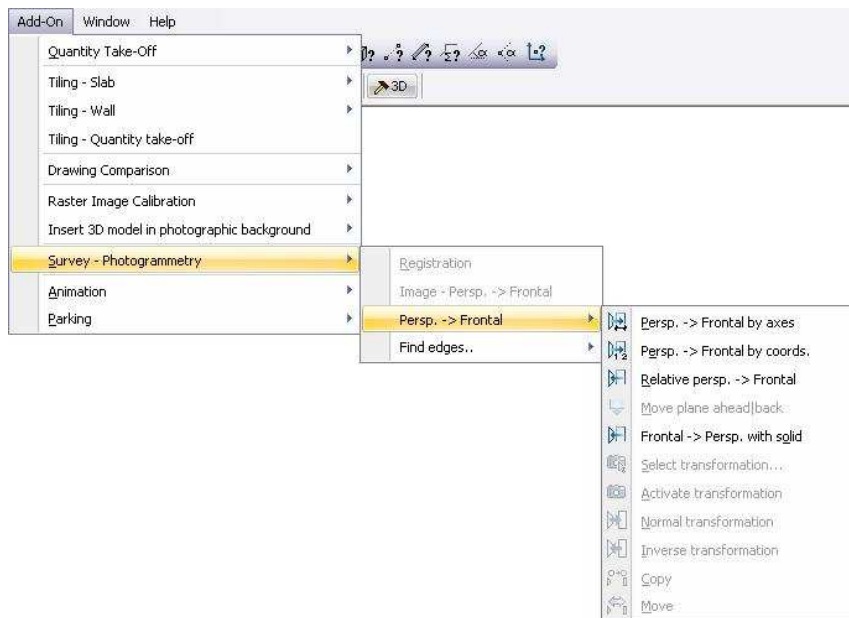 Add-On Window Help
Quantity Take-Off
Tiling - Slab
3D
Tiling - Wall
Tiling - Quantity take-off
Drawing Comparison
Raster Image Calibration
Insert 3D model in photographic background
Survey - Photogrammetry
Registration
Animation
Image - Persp. -> Frontal
Parking
Persp. -> Frontal
Persp. -> Frontal by axes
Find edges..
Persp. -> Frontal by coords.
Relative persp. -> Frontal
Move plane ahead|back
Frontal -> Persp. with solid
Select transformation...
Activate transformation
Normal transformation
Inverse transformation
Copy
Move